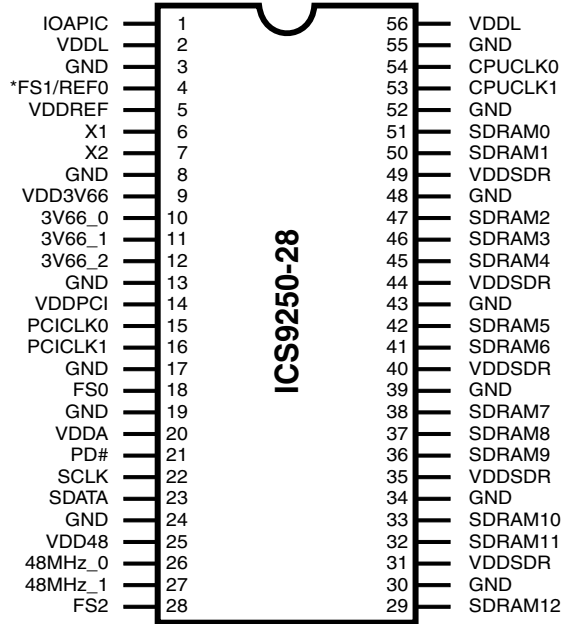 IOAPIC 1 56 VDDL
VDDL 2 55 GND
GND 3 54 CPUCLK0
*FS1/REF0 4 53 CPUCLK1
VDDREF 5 52 GND
X1 6 51 SDRAM0
X2 7 50 SDRAM1
GND 8 49 VDDSDR
VDD3V66 9 48 GND
3V66_0 10 47 SDRAM2
3V66_1 11 46 SDRAM3
3V66_2 12 45 SDRAM4
GND 13 44 VDDSDR
VDDPCI 14 43 GND
PCICLK0 15 42 SDRAM5
PCICLK1 16 41 SDRAM6
GND 17 40 VDDSDR
FS0 18 39 GND
GND 19 38 SDRAM7
VDDA 20 37 SDRAM8
PD# 21 36 SDRAM9
SCLK 22 35 VDDSDR
SDATA 23 34 GND
GND 24 33 SDRAM10
VDD48 25 32 SDRAM11
48MHz_0 26 31 VDDSDR
48MHz_1 27 30 GND
FS2 28 29 SDRAM12
ICS9250-28